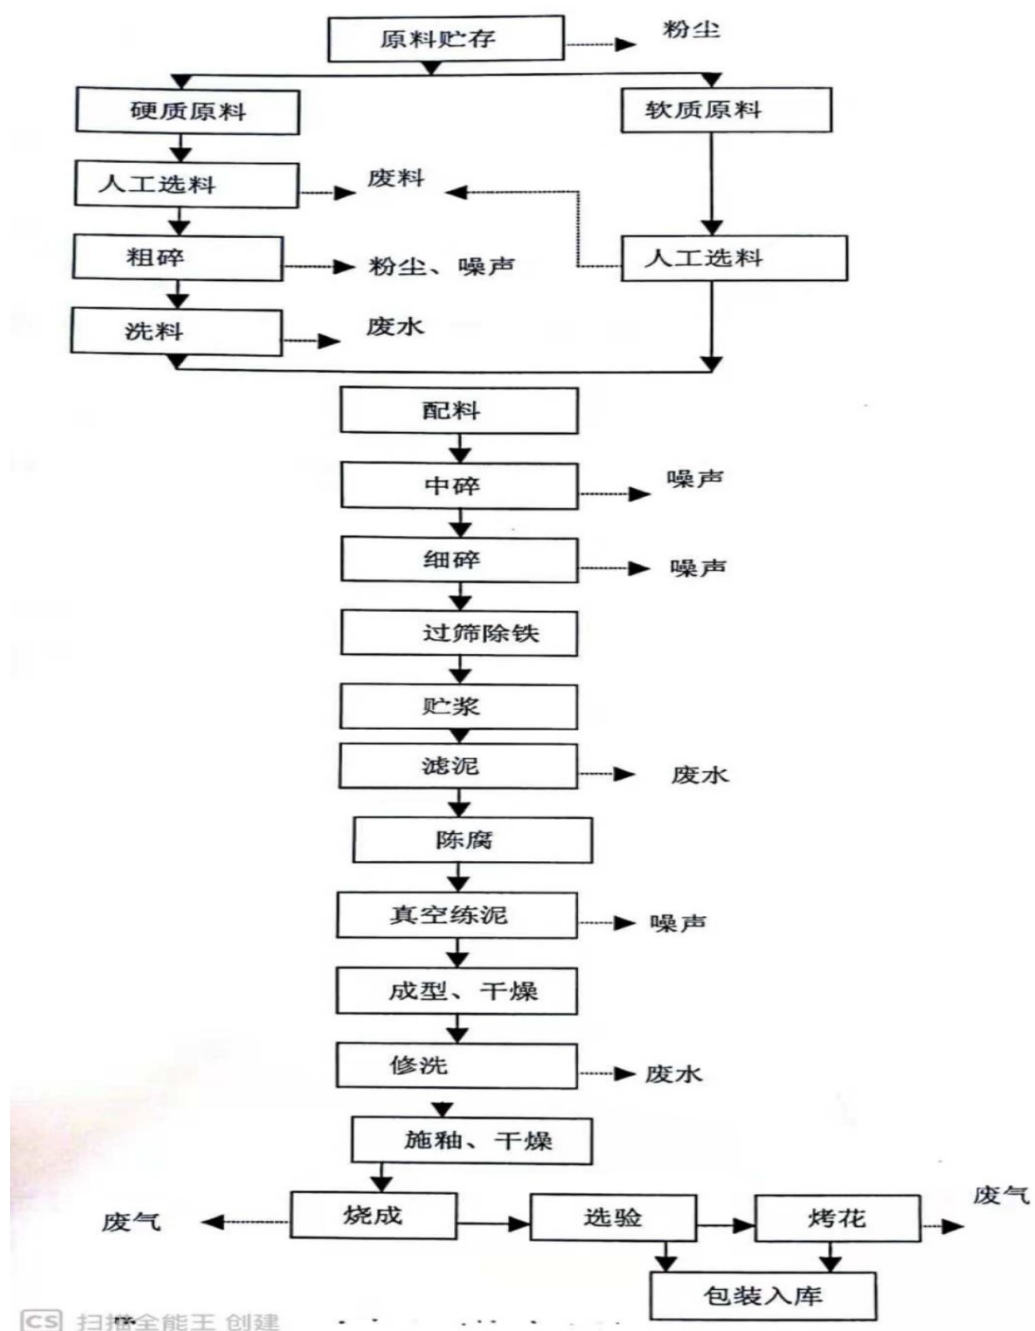 原料贮存
粉尘
硬质原料
软质原料
人工选料
废料
粗碎
粉尘、噪声
人工选料
洗料
废水
配料
中碎
噪声
细碎
噪声
过筛除铁
贮浆
滤泥
废水
陈腐
真空练泥
噪声
成型、干燥
修洗
废水
施釉、干燥
废气
烧成
选验
烤花
废气
包装入库
CS 扫描全能王 创建